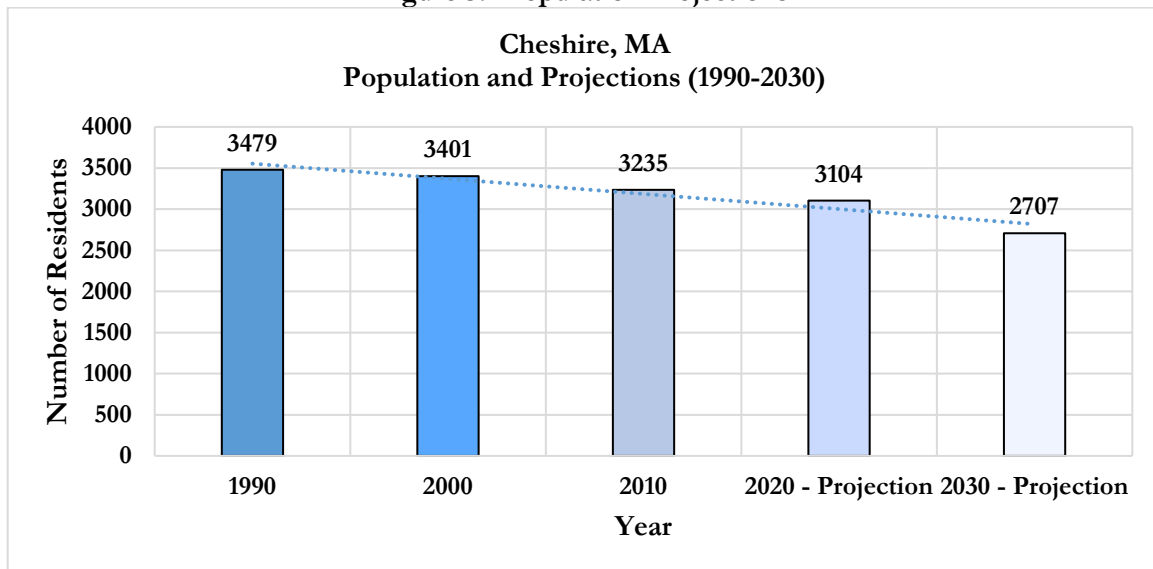 Cheshire, MA
Population and Projections (1990-2030)
Number of Residents
4000
3500
3000
2500
2000
1500
1000
500
0
3479
3401
3235
3104
2707
1990
2000
2010
2020 - Projection
2030 - Projection
Year